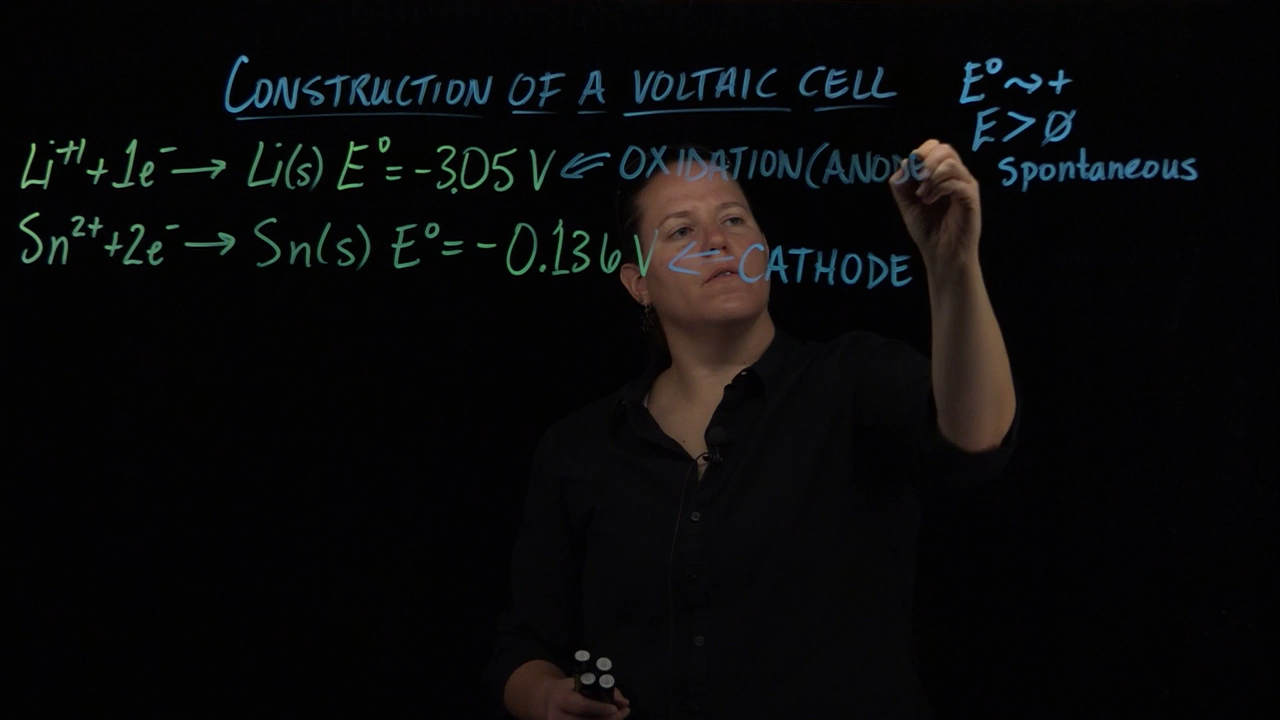 CONSTRUCTION OF A VOLTAIC CELL
E° ~> +
E > Ø
spontaneous
Li⁺¹ + 1e⁻ → Li(s) E° = -3.05 V ⇐ OXIDATION (ANODE
Sn²⁺ + 2e⁻ → Sn(s) E° = -0.136 V ⇐ CATHODE